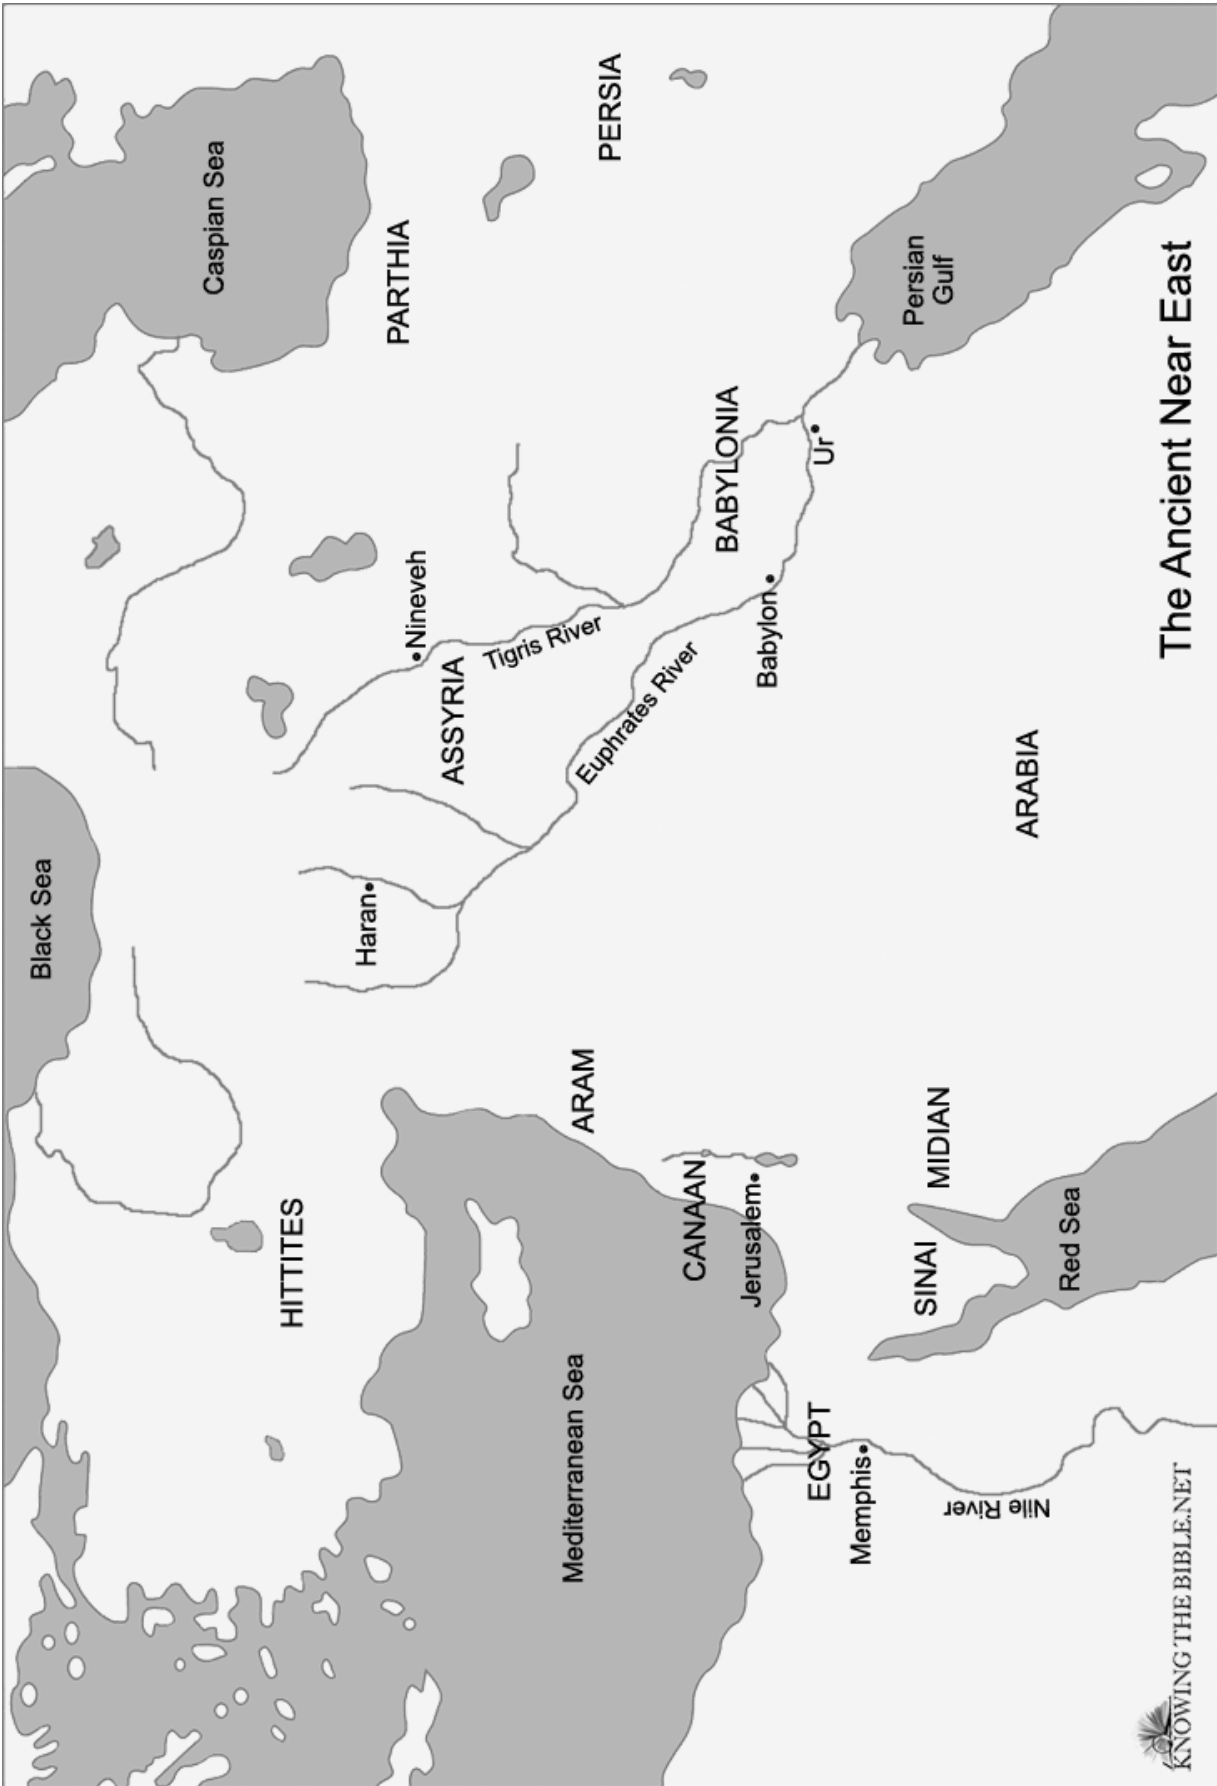 Black Sea
Caspian Sea
HITTITES
Haran
Nineveh
PARTHIA
ASSYRIA
Tigris River
PERSIA
Mediterranean Sea
ARAM
Euphrates River
CANAAN
BABYLONIA
Jerusalem
Babylon
Ur
EGYPT
Memphis
SINAI
MIDIAN
Persian
Gulf
Nile River
ARABIA
Red Sea
The Ancient Near East
KNOWING THE BIBLE.NET